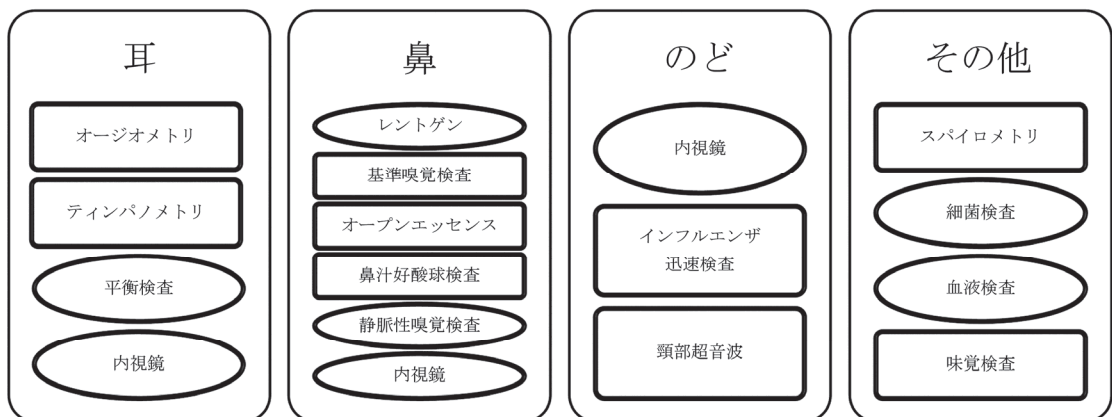 耳
オージオメトリ
ティンパノメトリ
平衡検査
内視鏡
鼻
レントゲン
基準嗅覚検査
オープンエッセンス
鼻汁好酸球検査
静脈性嗅覚検査
内視鏡
のど
内視鏡
インフルエンザ
迅速検査
頸部超音波
その他
スパイロメトリ
細菌検査
血液検査
味覚検査